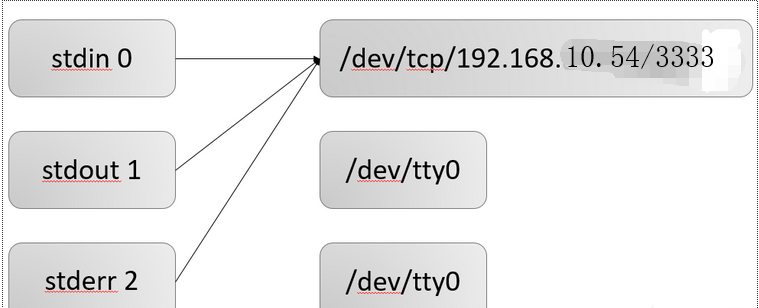 stdin 0
/dev/tcp/192.168.10.54/3333
stdout 1
/dev/tty0
stderr 2
/dev/tty0